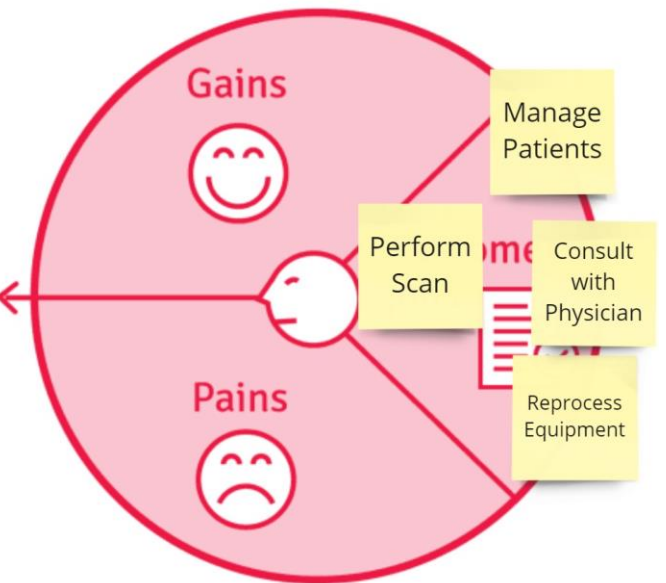 Gains
Manage
Patients
Perform
Scan
Consult
with
Physician
Pains
Reprocess
Equipment